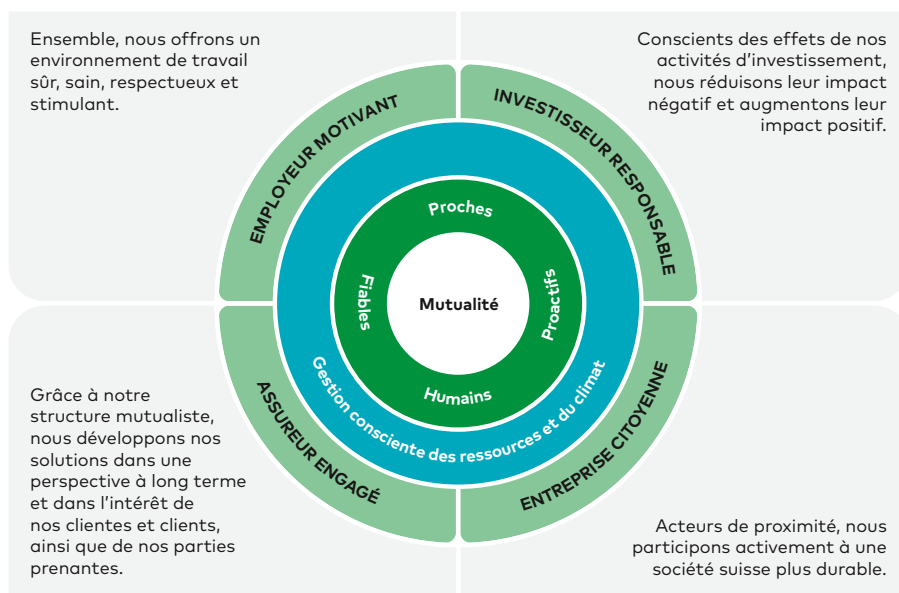 Ensemble, nous offrons un
environnement de travail
sûr, sain, respectueux et
stimulant.
Conscients des effets de nos
activités d’investissement,
nous réduisons leur impact
négatif et augmentons leur
impact positif.
EMPLOYEUR MOTIVANT
INVESTISSEUR RESPONSABLE
Proches
Fiables
Mutualité
Proactifs
Humains
Gestion consciente des ressources et du climat
ASSUREUR ENGAGÉ
ENTREPRISE CITOYENNE
Grâce à notre
structure mutualiste,
nous développons nos
solutions dans une
perspective à long terme
et dans l’intérêt de
nos clientes et clients,
ainsi que de nos parties
prenantes.
Acteurs de proximité, nous
participons activement à une
société suisse plus durable.